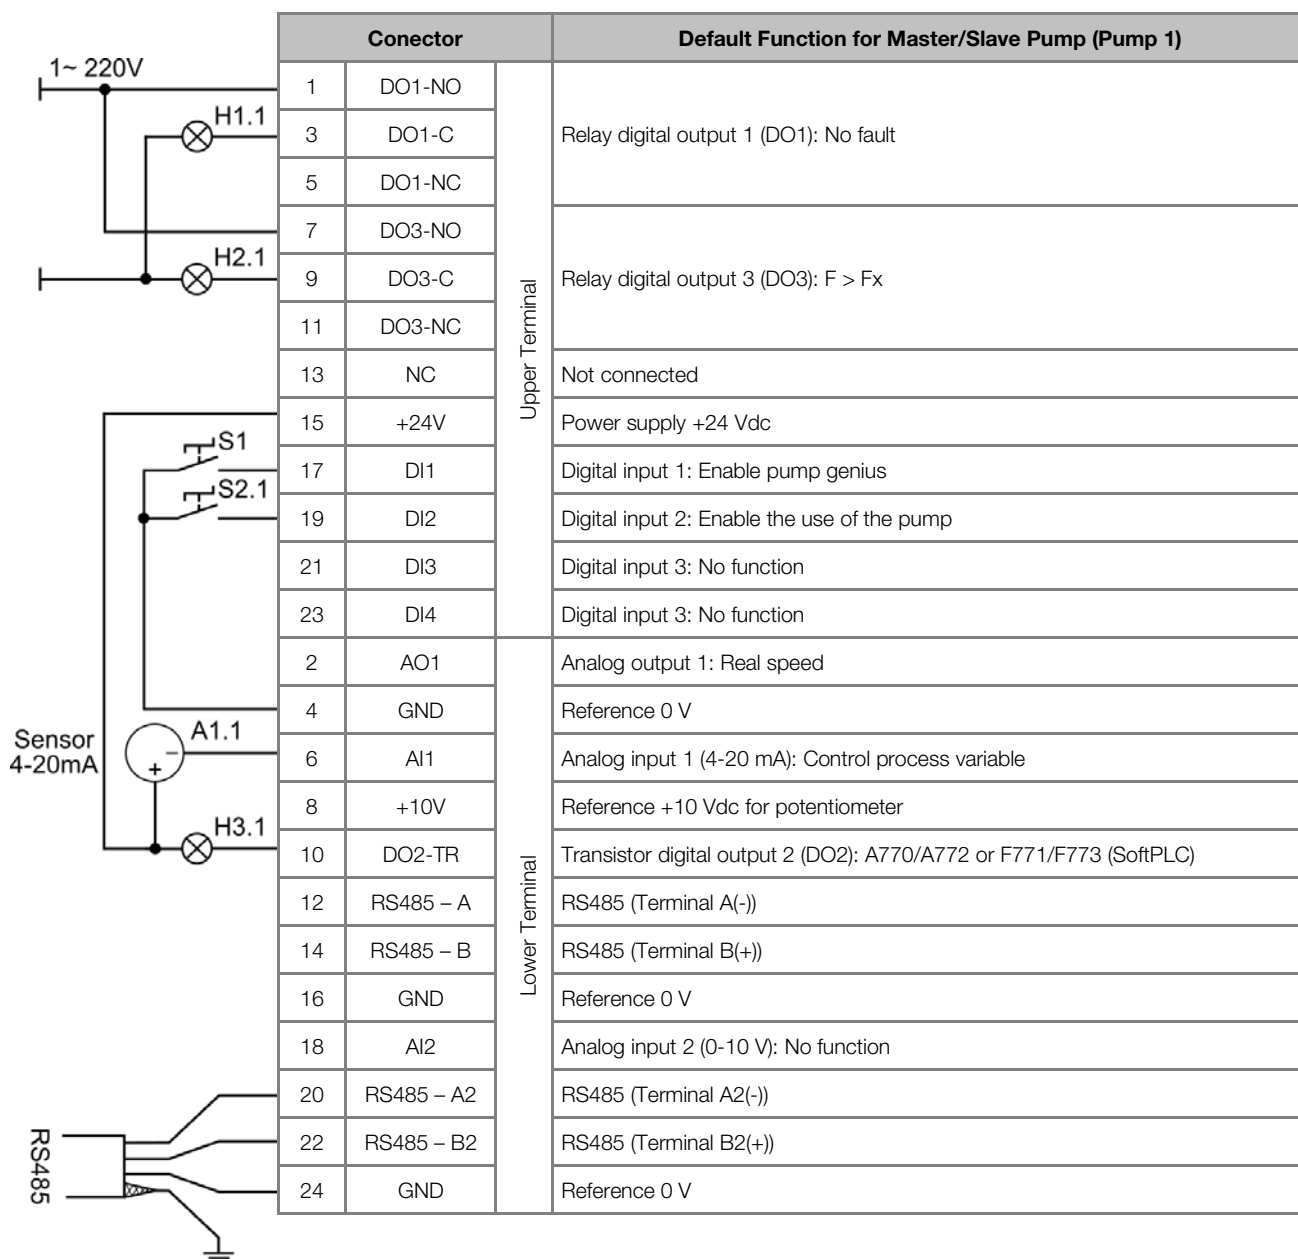 Conector Default Function for Master/Slave Pump (Pump 1)
1~ 220V
1 DO1-NO
H1.1
3 DO1-C Relay digital output 1 (DO1): No fault
5 DO1-NC
7 DO3-NO
H2.1
9 DO3-C Relay digital output 3 (DO3): F > Fx
11 DO3-NC
Upper Terminal
13 NC Not connected
15 +24V Power supply +24 Vdc
S1
17 DI1 Digital input 1: Enable pump genius
S2.1
19 DI2 Digital input 2: Enable the use of the pump
21 DI3 Digital input 3: No function
23 DI4 Digital input 3: No function
2 AO1 Analog output 1: Real speed
4 GND Reference 0 V
A1.1
Sensor
4-20mA
−
+
6 AI1 Analog input 1 (4-20 mA): Control process variable
8 +10V Reference +10 Vdc for potentiometer
H3.1
10 DO2-TR Transistor digital output 2 (DO2): A770/A772 or F771/F773 (SoftPLC)
Lower Terminal
12 RS485 – A RS485 (Terminal A(-))
14 RS485 – B RS485 (Terminal B(+))
16 GND Reference 0 V
18 AI2 Analog input 2 (0-10 V): No function
20 RS485 – A2 RS485 (Terminal A2(-))
RS485
22 RS485 – B2 RS485 (Terminal B2(+))
24 GND Reference 0 V